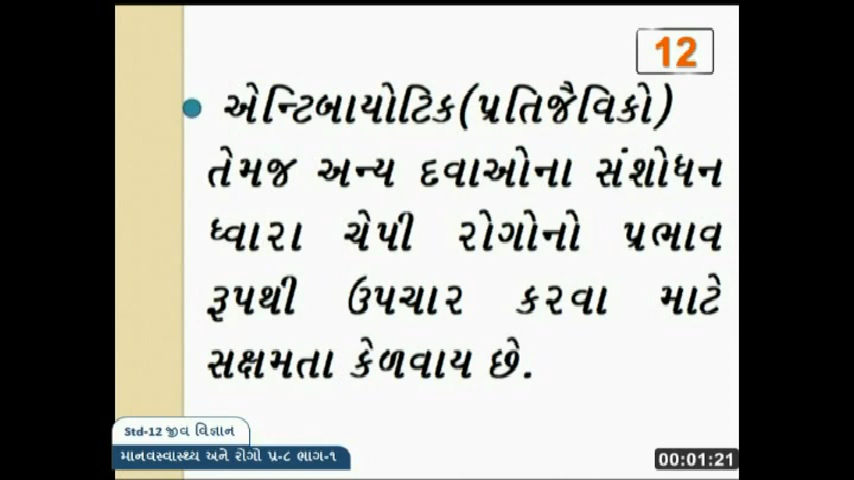 12
એન્ટિબાયોટિક(પ્રતિજૈવિકો)
તેમજ અન્ય દવાઓના સંશોધન
ધ્વારા ચેપી રોગોનો પ્રભાવ
રૂપથી ઉપચાર કરવા માટે
સક્ષમતા કેળવાય છે.
Std-12 જીવ વિજ્ઞાન
માનવસ્વાસ્થ્ય અને રોગો પ્ર-૮ ભાગ-૧
00:01:21